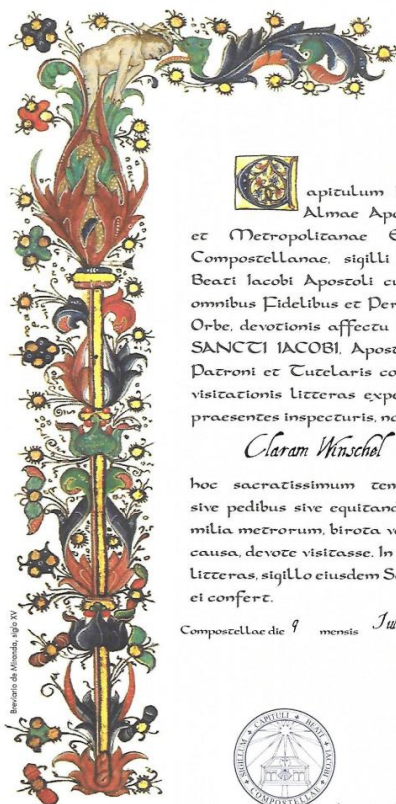 Capitulum
Almae Apo
et Metropolitanae E
Compostellanae, sigilli
Beati Iacobi Apostoli cu
omnibus Fidelibus et Per
Orbe, devotionis affectu
SANCTI IACOBI, Apost
Patroni et Tutelaris co
visitationis litteras expe
praesentes inspecturis, no
Claram Winschel
hoc sacratissimum tem
sive pedibus sive equitand
milia metrorum, birota v
causa, devote visitasse. In
litteras, sigillo eiusdem S
ei confert.
Compostellae die 9 mensis
Breviario de Miranda, siglo XV
SIGILLUM CAPITULI BEATI IACOBI COMPOSTELLAE